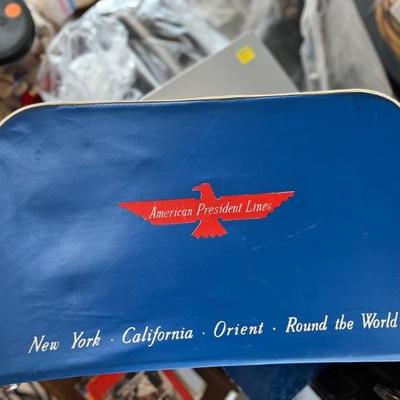 American President Lines
New York · California · Orient · Round the World